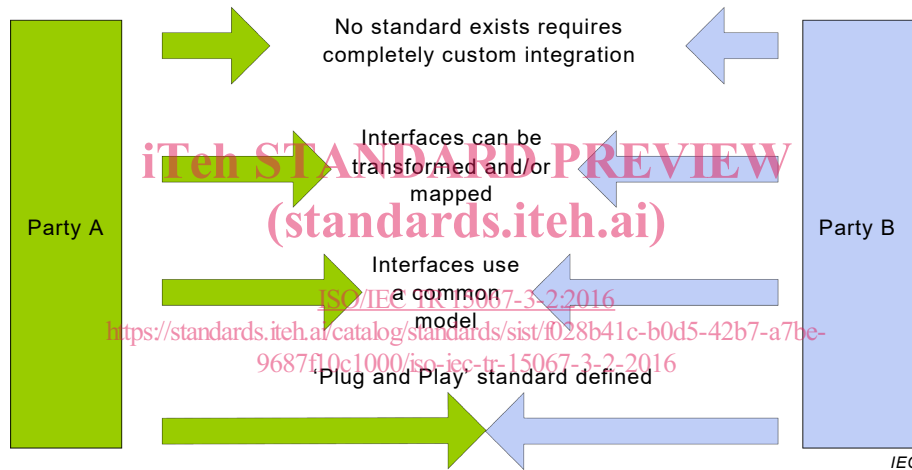 No standard exists requires
completely custom integration
Interfaces can be
transformed and/or
mapped
iTeh STANDARD PREVIEW
(standards.iteh.ai)
Party A
Party B
Interfaces use
a common
model
ISO/IEC TR 15067-3-2:2016
https://standards.iteh.ai/catalog/standards/sist/f028b41c-b0d5-42b7-a7be-
9687f10c1000/iso-iec-tr-15067-3-2-2016
‘Plug and Play’ standard defined
IEC